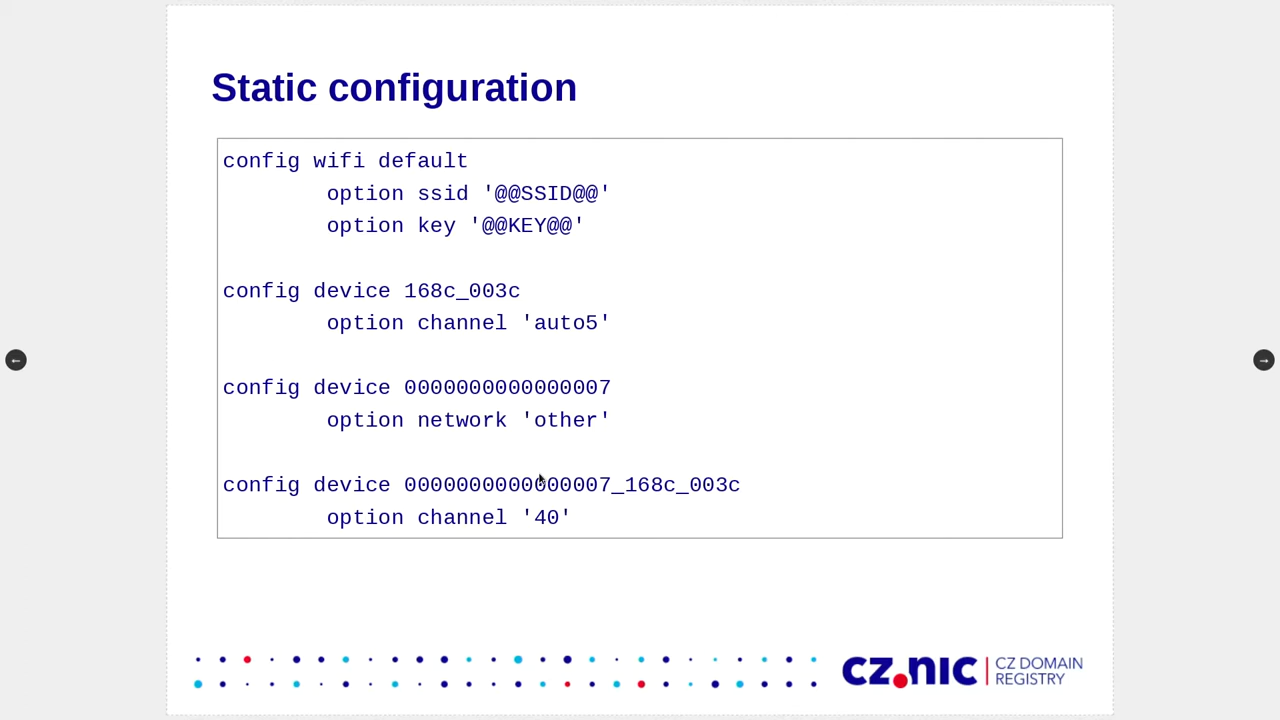 Static configuration
config wifi default
option ssid '@@SSID@@'
option key '@@KEY@@'
config device 168c_003c
option channel 'auto5'
config device 0000000000000007
option network 'other'
config device 0000000000000007_168c_003c
option channel '40'
cz.nic
CZ DOMAIN
REGISTRY